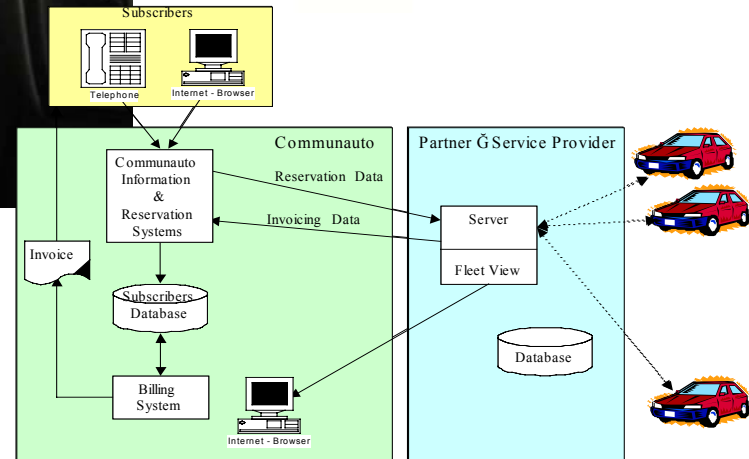 Subscribers
Telephone
Internet - Browser
Communauto
Partner Ğ Service Provider
Communauto
Information
&
Reservation
Systems
Reservation Data
Invoicing Data
Server
Fleet View
Invoice
Subscribers
Database
Database
Billing
System
Internet - Browser